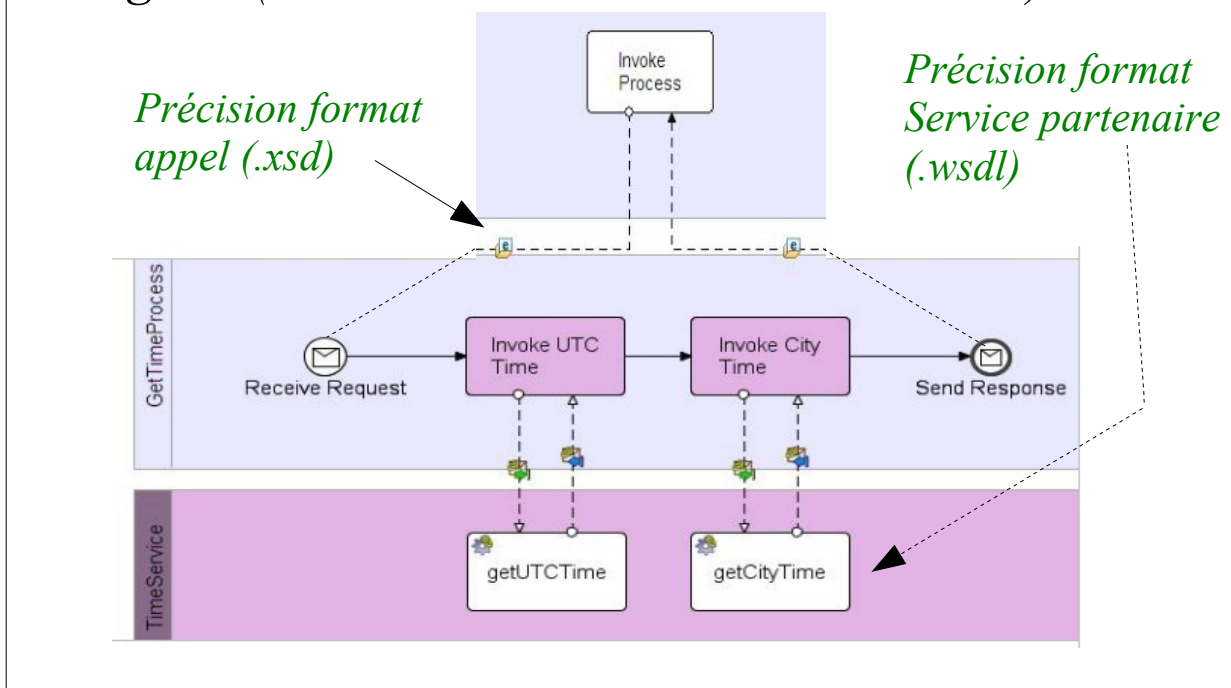 Invoke
Process
Précision format
appel (.xsd)
Précision format
Service partenaire
(.wsdl)
GetTimeProcess
Receive Request
Invoke UTC
Time
Invoke City
Time
Send Response
TimeService
getUTCTime
getCityTime